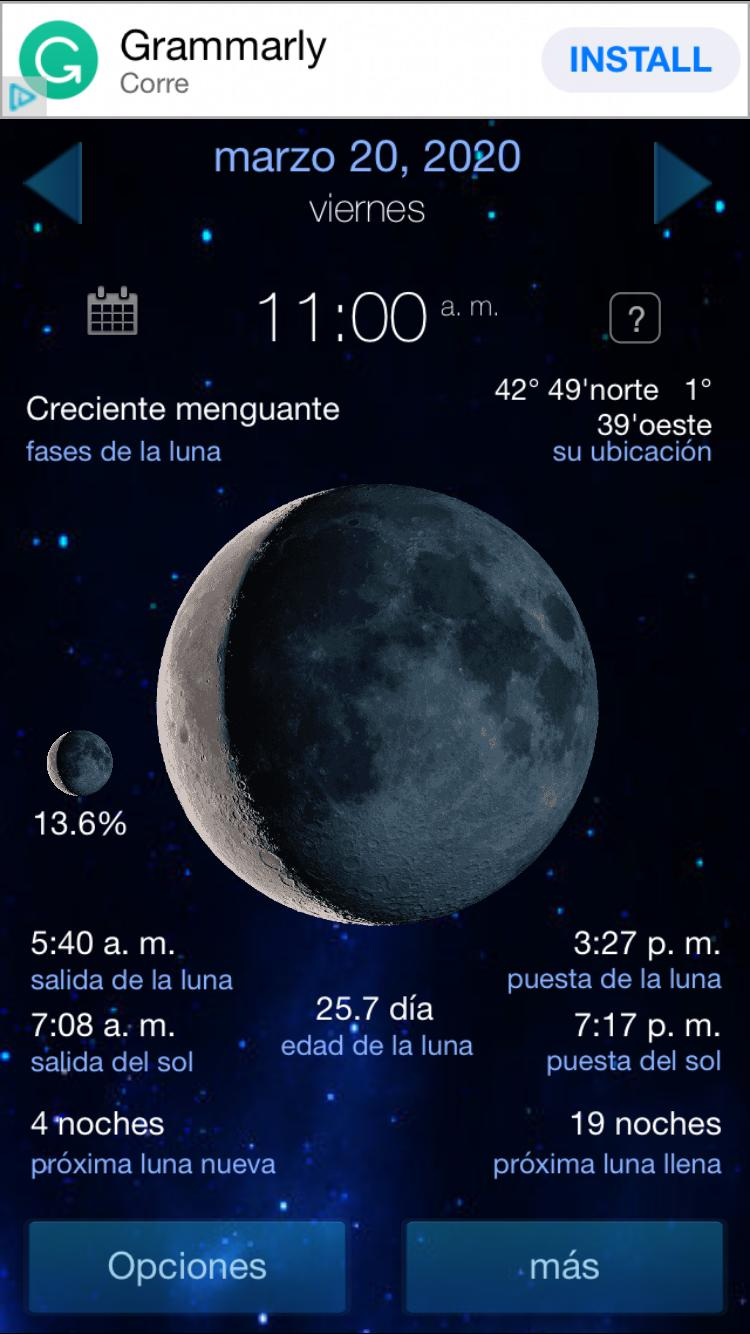 Grammarly
Corre
INSTALL
marzo 20, 2020
viernes
11:00 a. m.
?
Creciente menguante
fases de la luna
42° 49'norte 1°
39'oeste
su ubicación
13.6%
5:40 a. m.
salida de la luna
3:27 p. m.
puesta de la luna
25.7 día
edad de la luna
7:08 a. m.
salida del sol
7:17 p. m.
puesta del sol
4 noches
próxima luna nueva
19 noches
próxima luna llena
Opciones
más